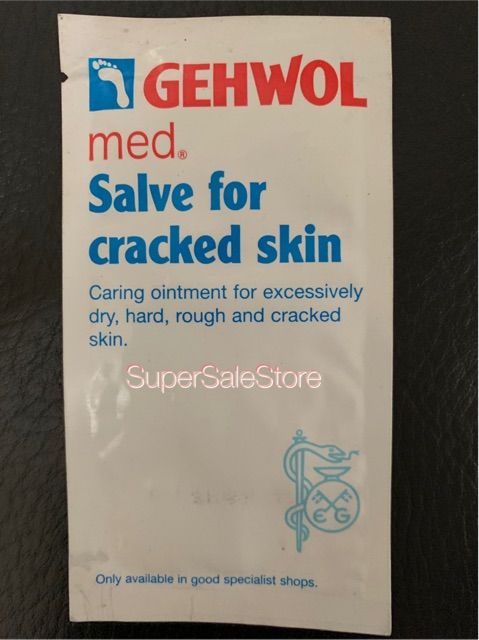 GEHWOL
med®
Salve for
cracked skin
Caring ointment for excessively
dry, hard, rough and cracked
skin.
SuperSaleStore
E G
Only available in good specialist shops.